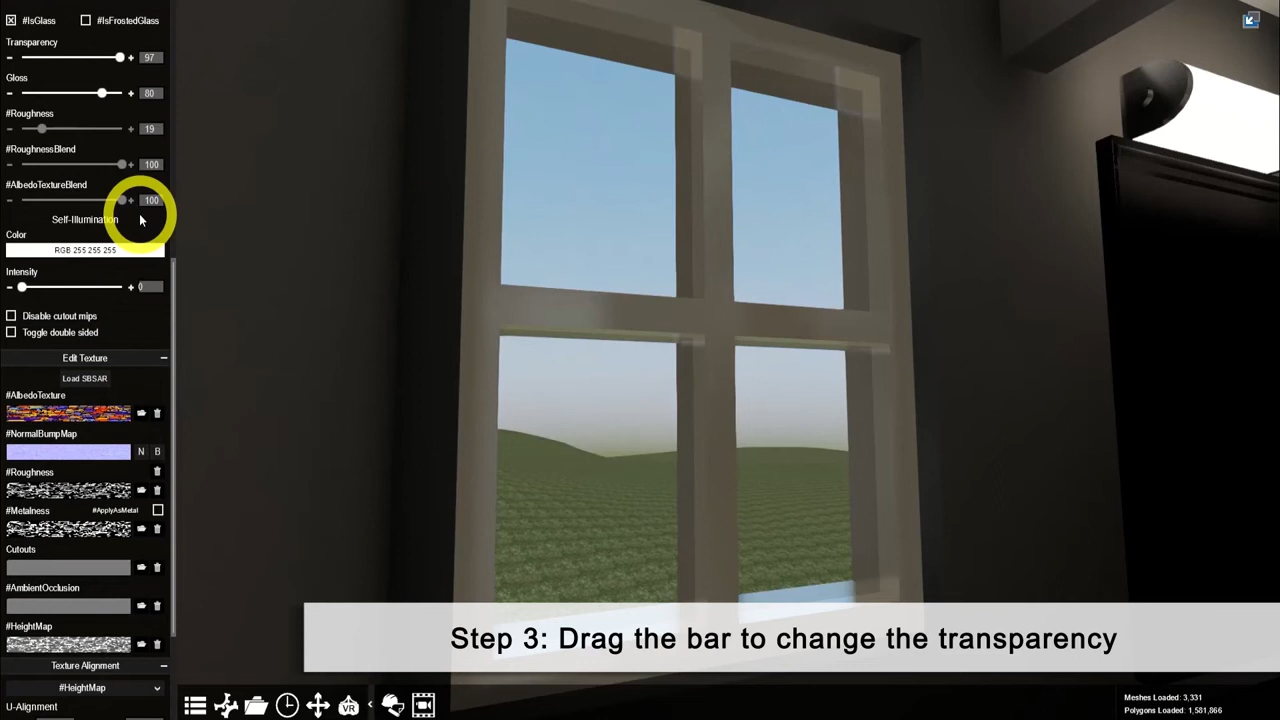 #IsGlass #IsFrostedGlass
Transparency
- + 97
Gloss
- + 80
#Roughness
- + 19
#RoughnessBlend
- + 100
#AlbedoTextureBlend
- + 100
Self-Illumination
Color
RGB 255 255 255
Intensity
- + 0
Disable cutout mips
Toggle double sided
Edit Texture
Load SBSAR
#AlbedoTexture
#NormalBumpMap
N B
#Roughness
#Metalness #ApplyAsMetal
Cutouts
#AmbientOcclusion
#HeightMap
Texture Alignment
#HeightMap
U-Alignment
Step 3: Drag the bar to change the transparency
VR
Meshes Loaded: 3,331
Polygons Loaded: 1,581,866